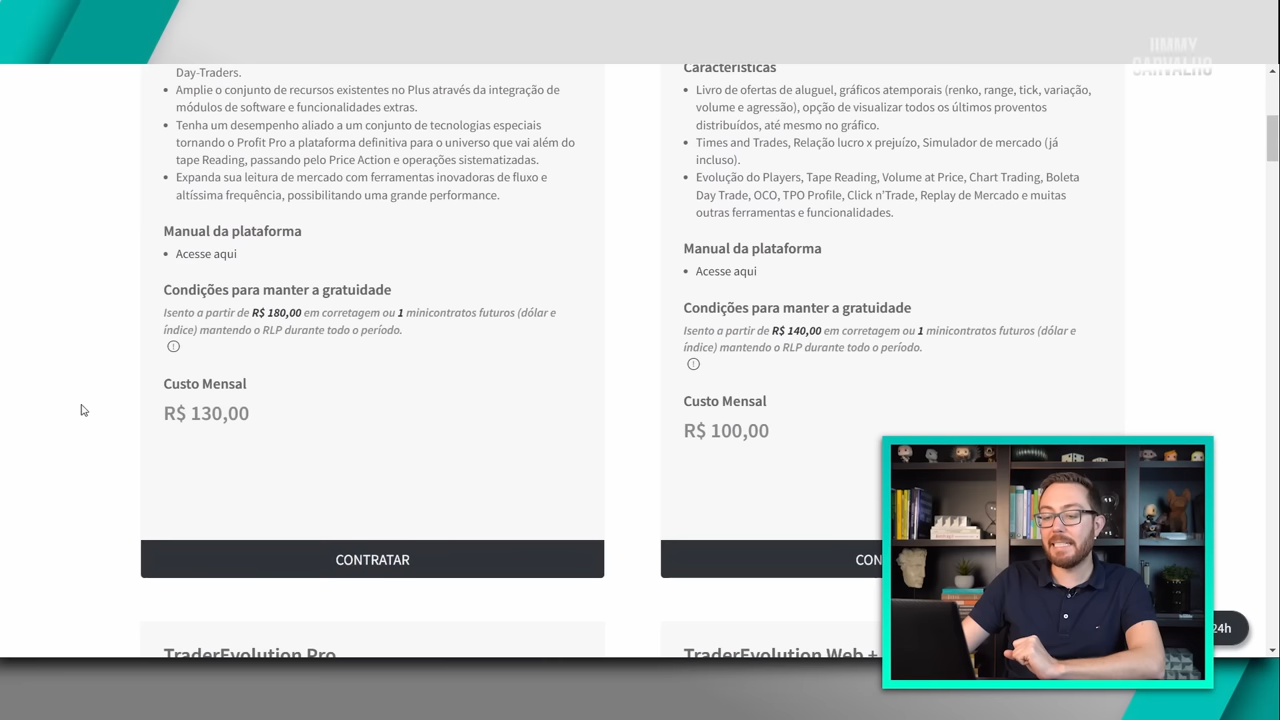 JIMMY
CARVALHO
Day-Traders.
• Amplie o conjunto de recursos existentes no Plus através da integração de
módulos de software e funcionalidades extras.
• Tenha um desempenho aliado a um conjunto de tecnologias especiais
tornando o Profit Pro a plataforma definitiva para o universo que vai além do
tape Reading, passando pelo Price Action e operações sistematizadas.
• Expanda sua leitura de mercado com ferramentas inovadoras de fluxo e
altíssima frequência, possibilitando uma grande performance.
Manual da plataforma
• Acesse aqui
Condições para manter a gratuidade
Isento a partir de R$ 180,00 em corretagem ou 1 minicontratos futuros (dólar e
índice) mantendo o RLP durante todo o período.
Custo Mensal
R$ 130,00
CONTRATAR
TraderEvolution Pro
Características
• Livro de ofertas de aluguel, gráficos atemporais (renko, range, tick, variação,
volume e agressão), opção de visualizar todos os últimos proventos
distribuídos, até mesmo no gráfico.
• Times and Trades, Relação lucro x prejuízo, Simulador de mercado (já
incluso).
• Evolução do Players, Tape Reading, Volume at Price, Chart Trading, Boleta
Day Trade, OCO, TPO Profile, Click n'Trade, Replay de Mercado e muitas
outras ferramentas e funcionalidades.
Manual da plataforma
• Acesse aqui
Condições para manter a gratuidade
Isento a partir de R$ 140,00 em corretagem ou 1 minicontratos futuros (dólar e
índice) mantendo o RLP durante todo o período.
Custo Mensal
R$ 100,00
CON
TraderEvolution Web +
24h